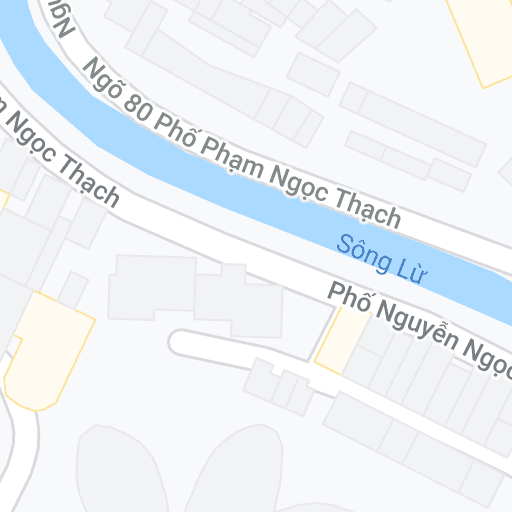 Ngõ 80 Phố Phạm Ngọc Thạch
Ngọc Thạch
Sông Lừ
Phố Nguyễn Ngọc